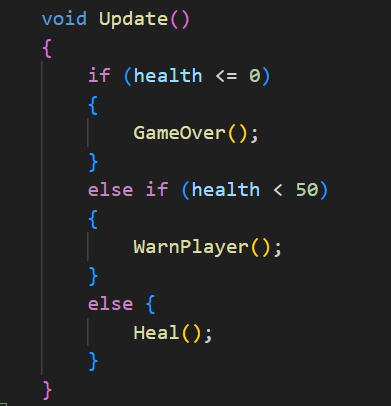 void Update()
{
    if (health <= 0)
    {
        GameOver();
    }
    else if (health < 50)
    {
        WarnPlayer();
    }
    else {
        Heal();
    }
}